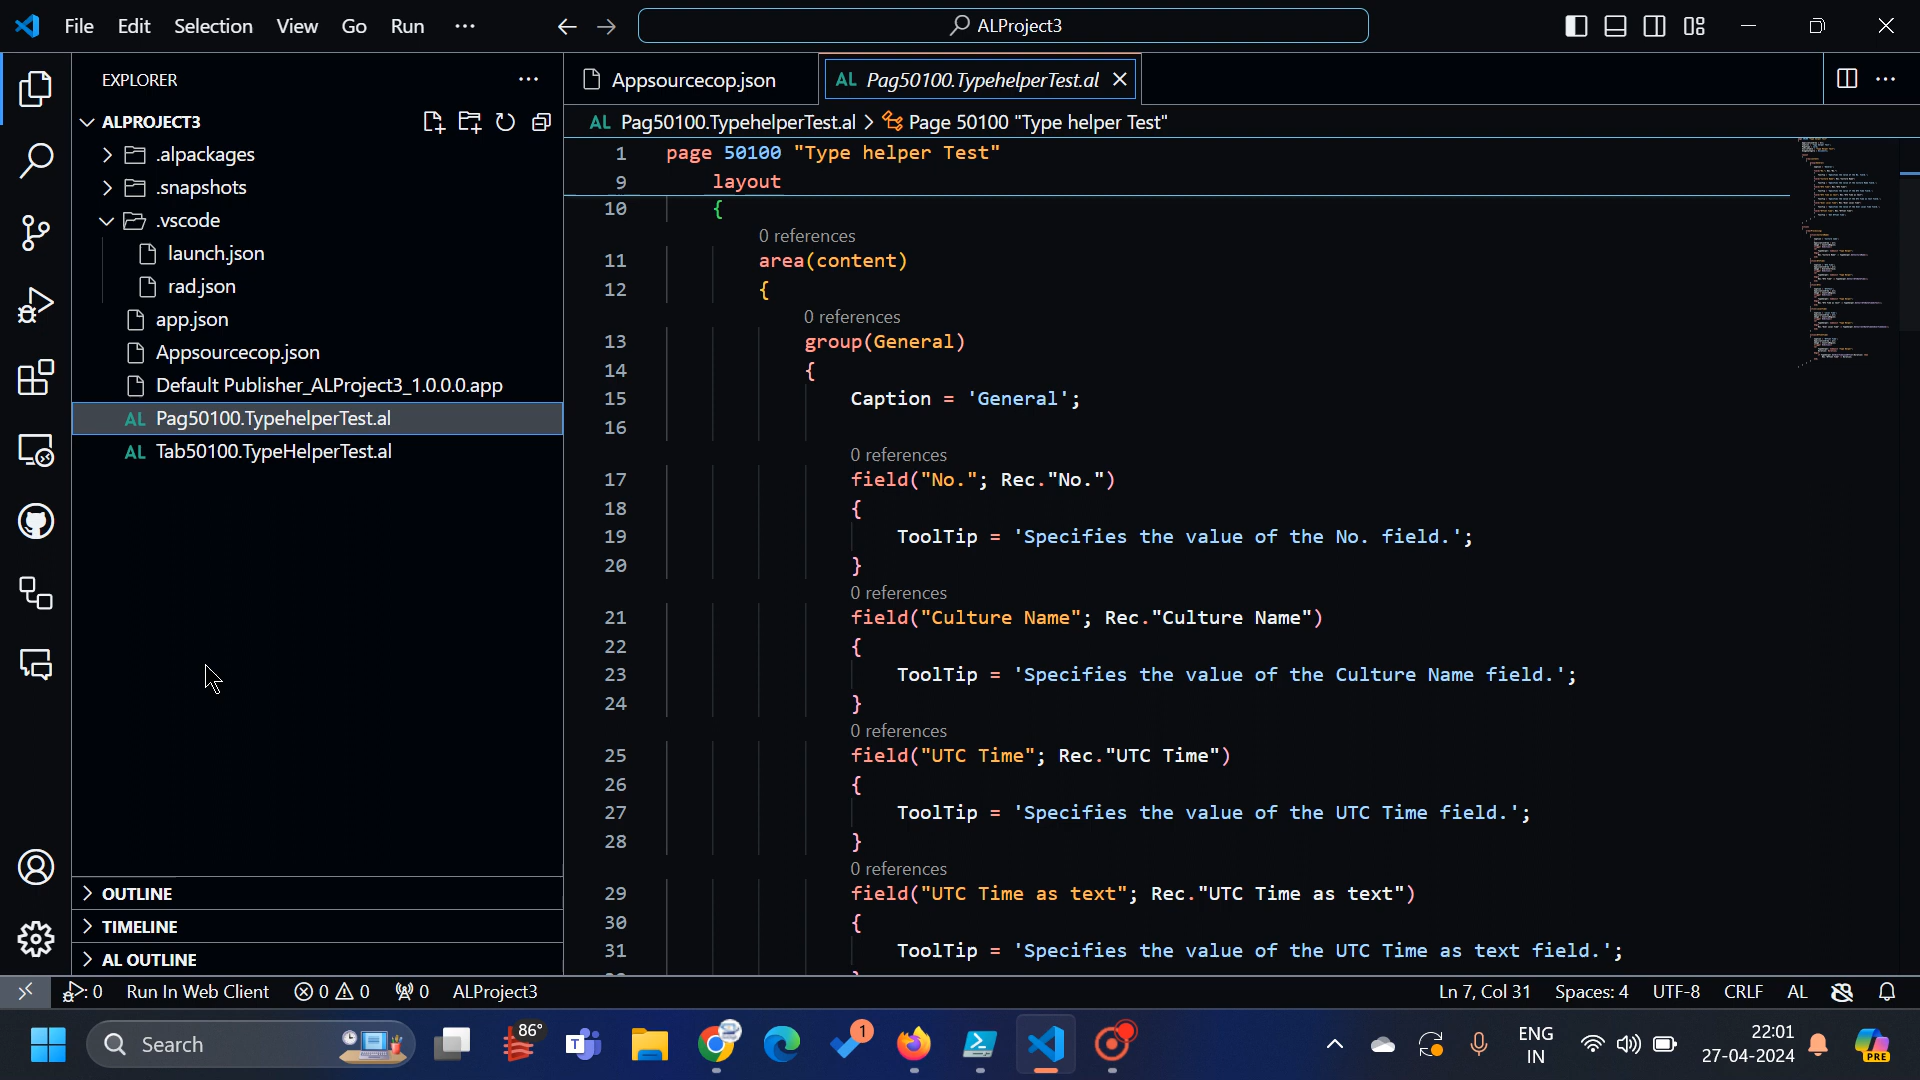 File Edit Selection View Go Run ···
ALProject3
EXPLORER
ALPROJECT3
.alpackages
.snapshots
.vscode
launch.json
rad.json
app.json
Appsourcecop.json
Default Publisher_ALProject3_1.0.0.0.app
AL Pag50100.TypehelperTest.al
AL Tab50100.TypeHelperTest.al
OUTLINE
TIMELINE
AL OUTLINE
Appsourcecop.json
AL Pag50100.TypehelperTest.al
AL Pag50100.TypehelperTest.al > Page 50100 "Type helper Test"
1 page 50100 "Type helper Test"
9 layout
10 {
0 references
11 area(content)
12 {
0 references
13 group(General)
14 {
15 Caption = 'General';
16
0 references
17 field("No."; Rec."No.")
18 {
19 ToolTip = 'Specifies the value of the No. field.';
20 }
0 references
21 field("Culture Name"; Rec."Culture Name")
22 {
23 ToolTip = 'Specifies the value of the Culture Name field.';
24 }
0 references
25 field("UTC Time"; Rec."UTC Time")
26 {
27 ToolTip = 'Specifies the value of the UTC Time field.';
28 }
0 references
29 field("UTC Time as text"; Rec."UTC Time as text")
30 {
31 ToolTip = 'Specifies the value of the UTC Time as text field.';
: 0 Run In Web Client 0 0 0 ALProject3
Ln 7, Col 31 Spaces: 4 UTF-8 CRLF AL
Search
86°
1
ENG
IN
22:01
27-04-2024
PRE